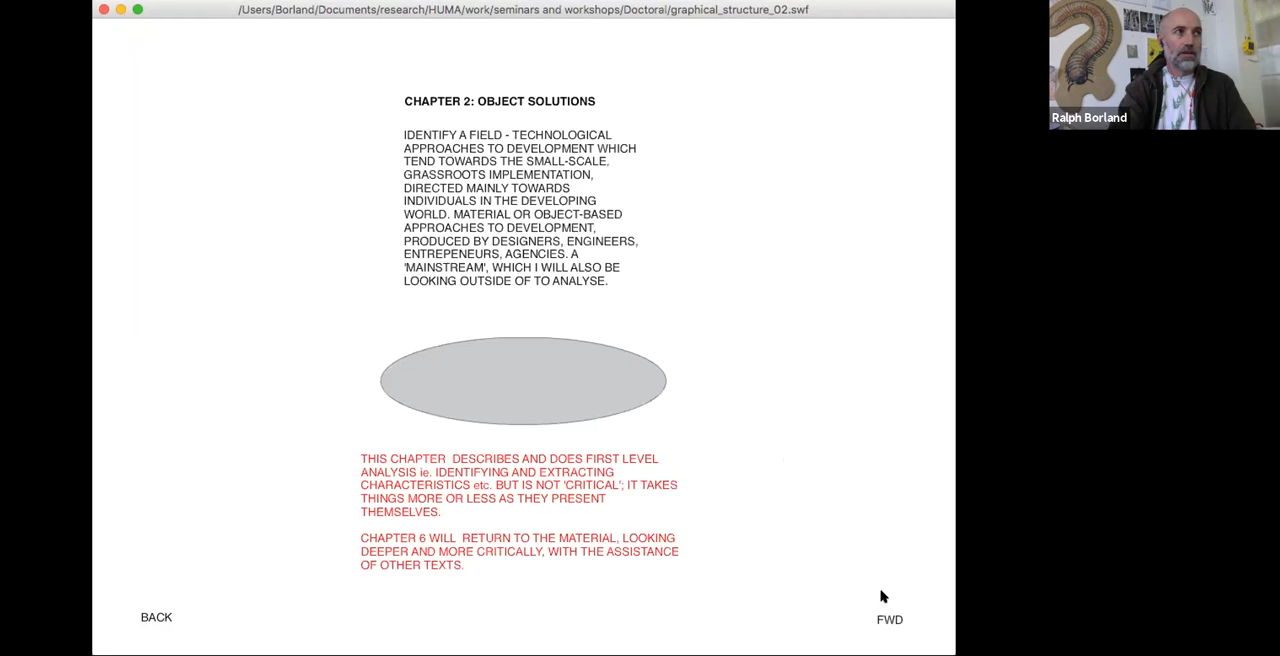 /Users/Borland/Documents/research/HUMA/work/seminars and workshops/Doctoral/graphical_structure_02.swf
CHAPTER 2: OBJECT SOLUTIONS
IDENTIFY A FIELD - TECHNOLOGICAL
APPROACHES TO DEVELOPMENT WHICH
TEND TOWARDS THE SMALL-SCALE,
GRASSROOTS IMPLEMENTATION,
DIRECTED MAINLY TOWARDS
INDIVIDUALS IN THE DEVELOPING
WORLD. MATERIAL OR OBJECT-BASED
APPROACHES TO DEVELOPMENT,
PRODUCED BY DESIGNERS, ENGINEERS,
ENTREPENEURS, AGENCIES. A
'MAINSTREAM', WHICH I WILL ALSO BE
LOOKING OUTSIDE OF TO ANALYSE.
THIS CHAPTER DESCRIBES AND DOES FIRST LEVEL
ANALYSIS ie. IDENTIFYING AND EXTRACTING
CHARACTERISTICS etc. BUT IS NOT 'CRITICAL'; IT TAKES
THINGS MORE OR LESS AS THEY PRESENT
THEMSELVES.
CHAPTER 6 WILL RETURN TO THE MATERIAL, LOOKING
DEEPER AND MORE CRITICALLY, WITH THE ASSISTANCE
OF OTHER TEXTS.
BACK
FWD
Ralph Borland